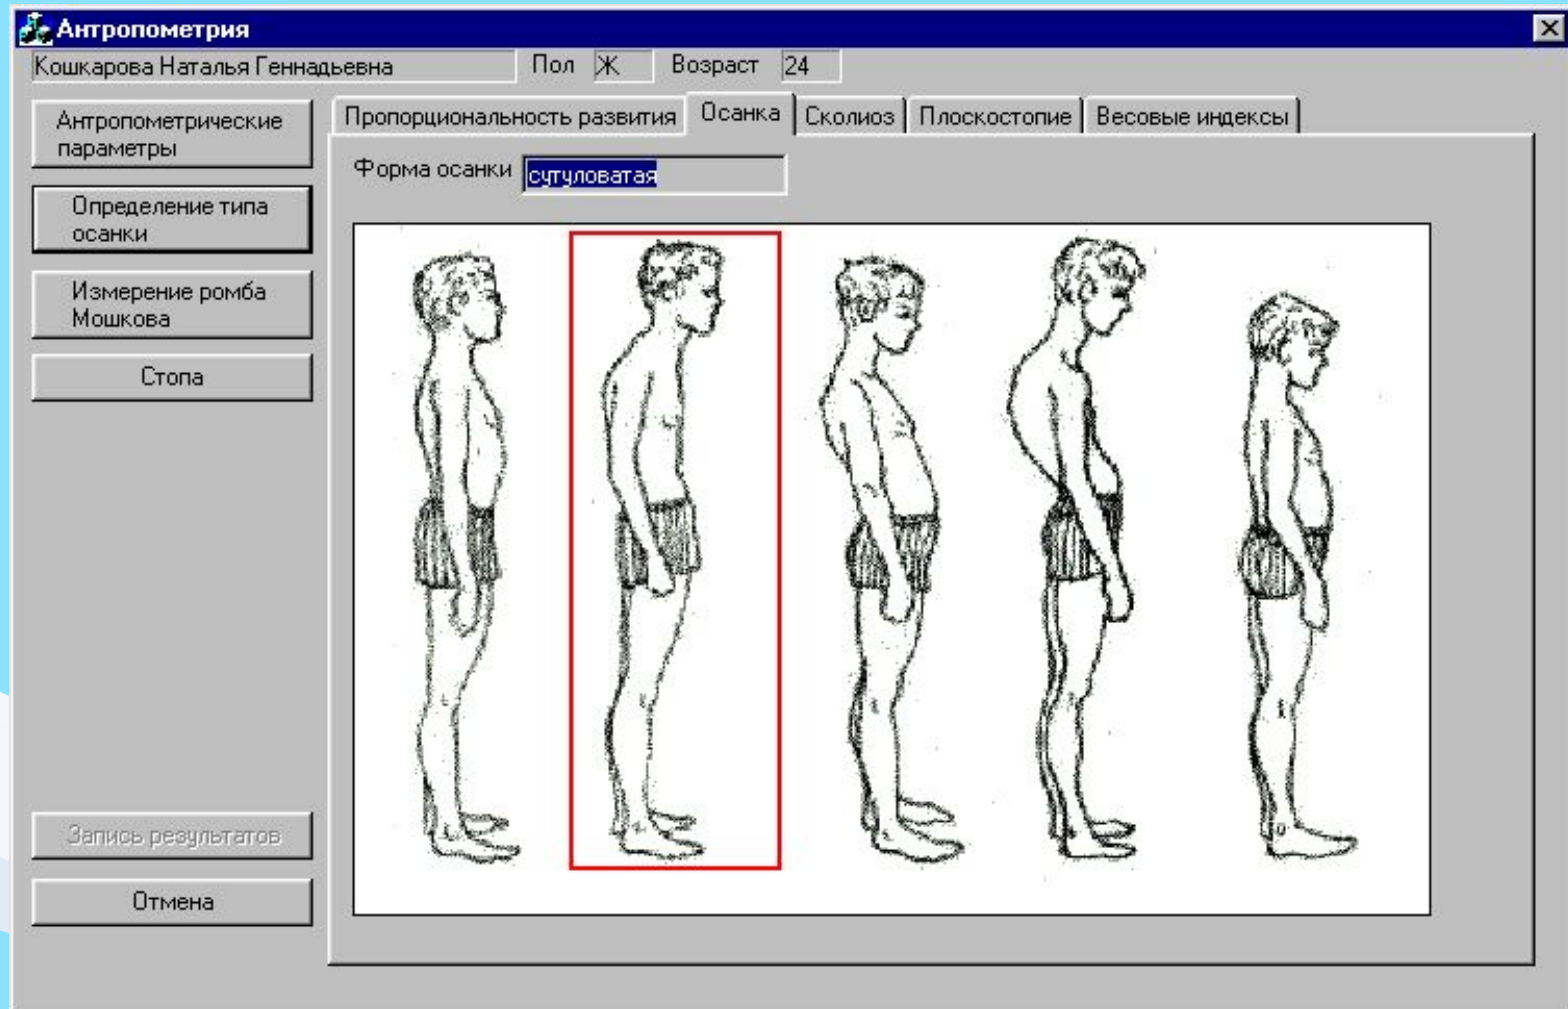 Антропометрия
Кошкарова Наталья Геннадьевна Пол Ж Возраст 24
Антропометрические
параметры
Определение типа
осанки
Измерение ромба
Мошкова
Стопа
Запись результатов
Отмена
Пропорциональность развития Осанка Сколиоз Плоскостопие Весовые индексы
Форма осанки сутуловатая